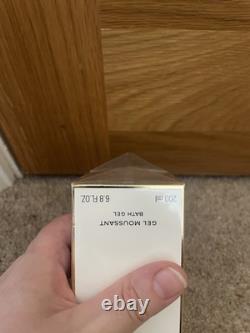 GEL MOUSSANT
BATH GEL
200 ml
6.8 FL.OZ.